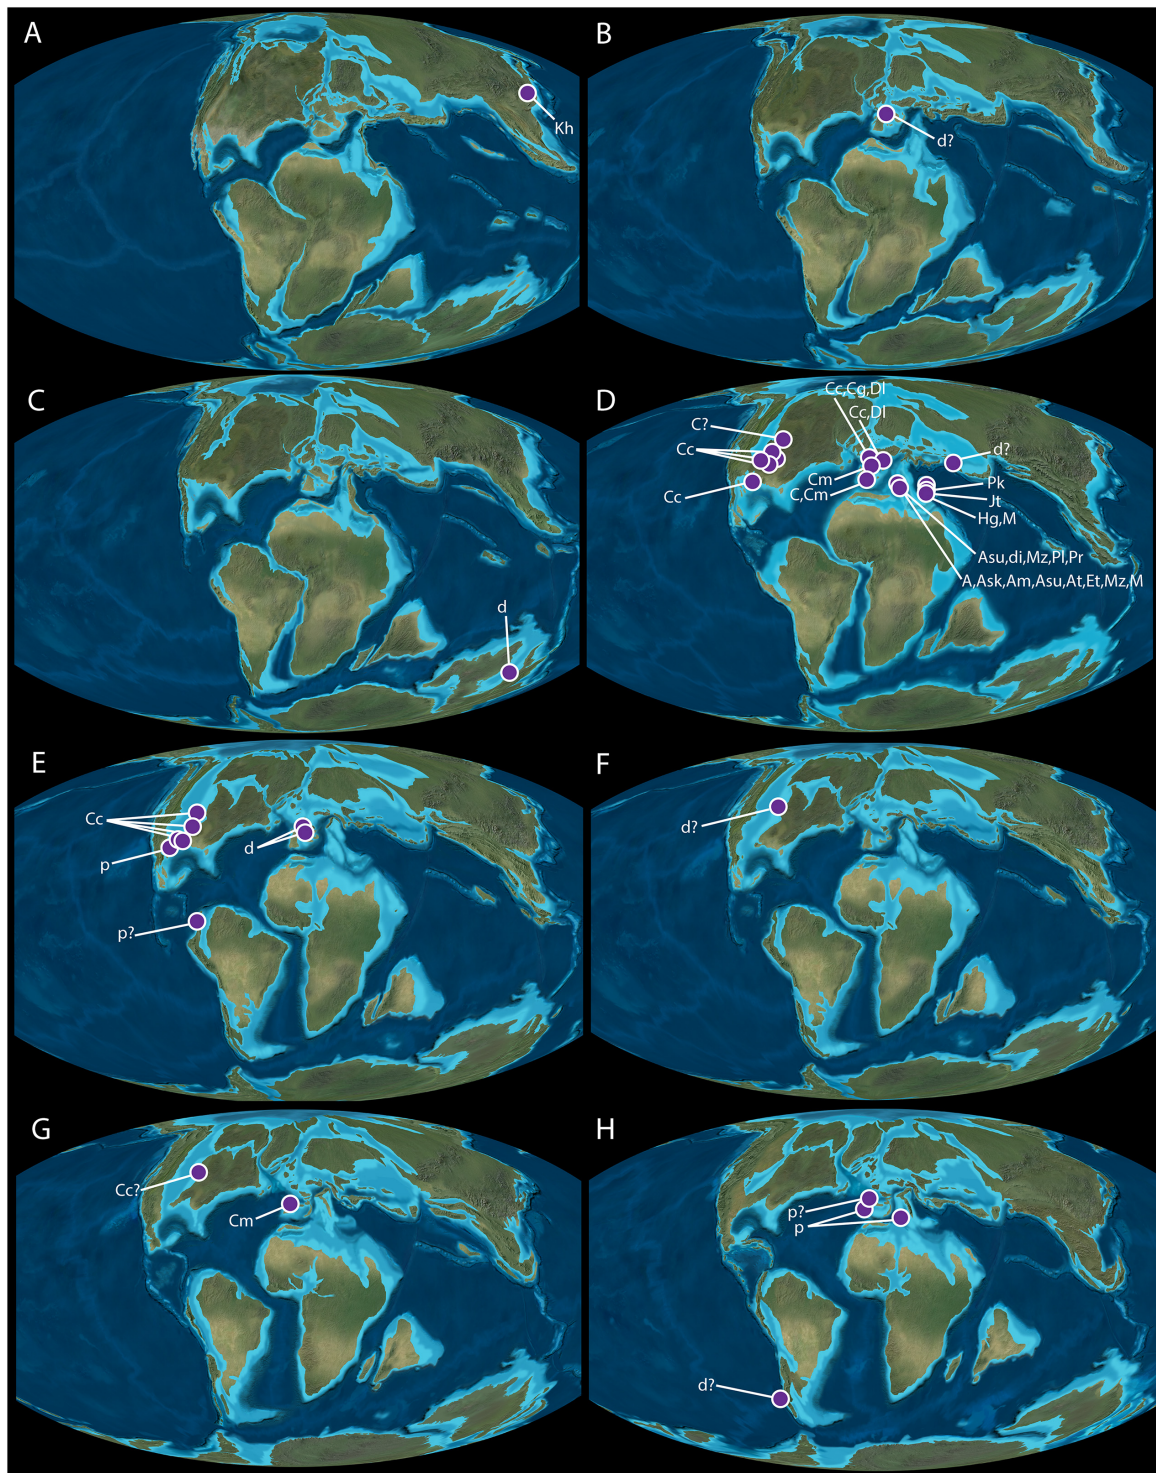 A
Kh
B
d?
C
d
D
Cc,Cg,Dl
Cc,Dl
C?
Cc
d?
Cm
Cc
C,Cm
Pk
Jt
Hg,M
Asu,di,Mz,Pl,Pr
A,Ask,Am,Asu,At,Et,Mz,M
E
Cc
p
d
p?
F
d?
G
Cc?
Cm
H
p?
p
d?